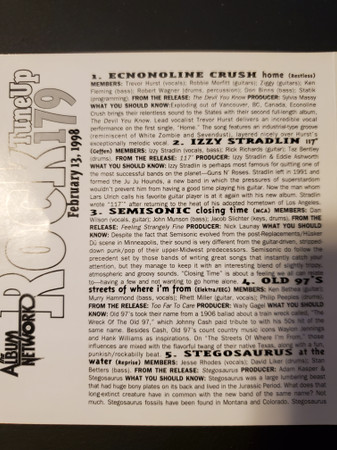 ALBUM
NETWORK
TuneUp
ROCK 179
February 13, 1998
1. ECNONOLINE CRUSH home (Restless)
MEMBERS: Trevor Hurst (vocals); Robbie Morfitt (guitars); Ziggy (guitars); Ken
Fleming (bass); Robert Wagner (drums, percussion); Don Binns (bass); Statik
(programming) FROM THE RELEASE: The Devil You Know PRODUCER: Sylvia Massy
WHAT YOU SHOULD KNOW: Exploding out of Vancouver, BC, Canada, Econoline
Crush brings their relentless sound to the States with their second full-length album,
The Devil You Know. Lead vocalist Trevor Hurst delivers an incredible vocal
performance on the first single, "Home." The song features an industrial-type groove
(reminiscent of White Zombie and Sevendust), layered nicely over Hurst's
exceptionally melodic vocal. 2. IZZY STRADLIN 117°
(Geffen) MEMBERS: Izzy Stradlin (vocals, bass); Rick Richards (guitar); Taz Bentley
(drums). FROM THE RELEASE: 117° PRODUCER: Izzy Stradlin & Eddie Ashworth
WHAT YOU SHOULD KNOW: Izzy Stradlin is perhaps most famous for quitting one of
the most successful bands on the planet—Guns N' Roses. Stradlin left in 1991 and
formed the Ju Ju Hounds, a new band in which the pressures of superstardom
wouldn't prevent him from having a good time playing his guitar. Now the man whom
Lars Ulrich calls his favorite guitar player is at it again with his new album. Stradlin
wrote "117°" after returning to the heat of his adopted hometown of Los Angeles.
3. SEMISONIC closing time (MCA) MEMBERS: Dan
Wilson (vocals, guitar); John Munson (bass); Jacob Slichter (keys, drums). FROM THE
RELEASE: Feeling Strangely Fine PRODUCER: Nick Launay WHAT YOU SHOULD
KNOW: Despite the fact that Semisonic evolved from the post-Replacements/Hüsker
Dü scene in Minneapolis, their sound is very different from the guitar-driven, stripped
down punk/pop of their upper-Midwest predecessors. Semisonic do follow the
precedent set by those bands of writing great songs that instantly catch your
attention, but they manage to keep it with an interesting blend of slightly trippy,
atmospheric and groovy sounds. "Closing Time" is about a feeling we all can relate
to—having a few and not wanting to go home alone. 4. OLD 97'S
streets of where i'm from (Elektra/EEG) MEMBERS: Ken Bethea (guitar);
Murry Hammond (bass, vocals); Rhett Miller (guitar, vocals); Philip Peeples (drums).
FROM THE RELEASE: Too Far To Care PRODUCER: Wally Gagel WHAT YOU SHOULD
KNOW: Old 97's took their name from a 1906 ballad about a train wreck called, "The
Wreck Of The Old 97," which Johnny Cash paid tribute to with his 50s hit of the
same name. Besides Cash, Old 97's count country music icons Waylon Jennings
and Hank Williams as inspirations. On "The Streets Of Where I'm From," those
influences are mixed with the flavorful twang of their native Texas, along with a fun,
punkish/rockabilly beat. 5. STEGOSAURUS at the
water (Reprise) MEMBERS: Jesse Rhodes (vocals); David Liker (drums); Stan
Betters (bass). FROM THE RELEASE: Stegosaurus PRODUCER: Adam Kasper &
Stegosaurus WHAT YOU SHOULD KNOW: Stegosaurus was a large lumbering beast
that had huge bony plates on its back and lived in the Jurassic Period. What does that
long-extinct creature have in common with the new band of the same name? Not
much. Stegosaurus fossils have been found in Montana and Colorado. Stegosaurus